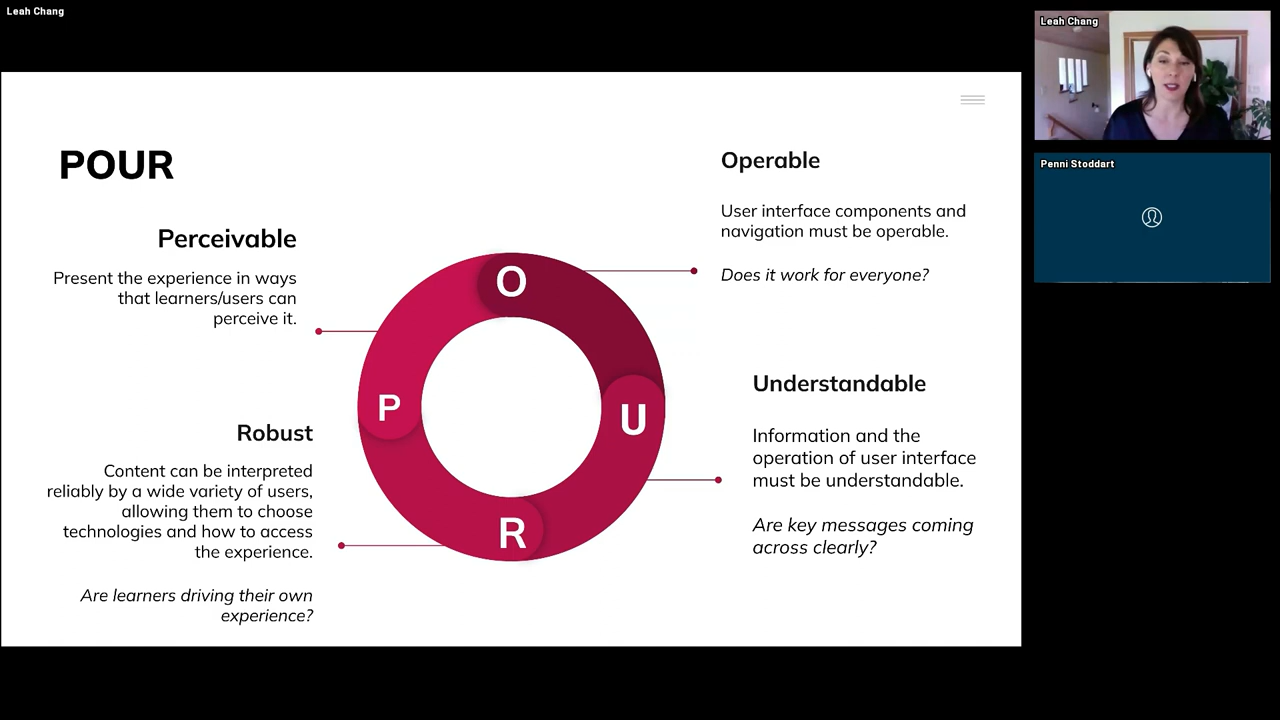 Leah Chang
POUR
Perceivable
Present the experience in ways
that learners/users can
perceive it.
Operable
User interface components and
navigation must be operable.
Does it work for everyone?
Understandable
Information and the
operation of user interface
must be understandable.
Are key messages coming
across clearly?
Robust
Content can be interpreted
reliably by a wide variety of users,
allowing them to choose
technologies and how to access
the experience.
Are learners driving their own
experience?
O
P
U
R
Leah Chang
Penni Stoddart